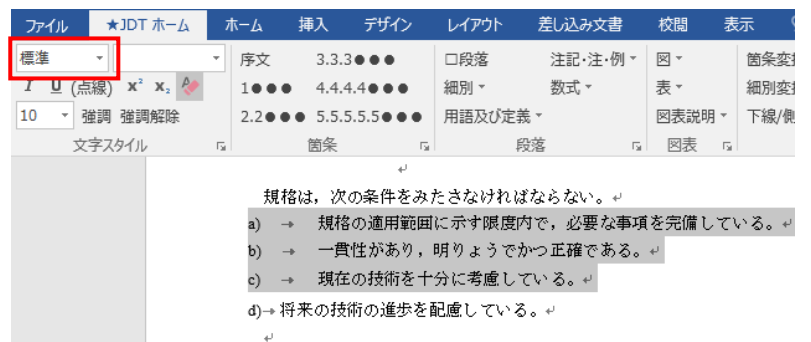 ファイル ★JDT ホーム ホーム 挿入 デザイン レイアウト 差し込み文書 校閲 表示
標準 序文 3.3.3●●● 口段落 注記・注・例 図 箇条変
I U (点線) x² x₂ 1●●● 4.4.4.4●●● 細別 数式 表 細別変
10 強調 強調解除 2.2●●● 5.5.5.5.5●●● 用語及び定義 図表説明 下線/側
文字スタイル 箇条 段落 図表
↵
規格は，次の条件をみたさなければならない。↵
a) → 規格の適用範囲に示す限度内で，必要な事項を完備している。↵
b) → 一貫性があり，明りょうでかつ正確である。↵
c) → 現在の技術を十分に考慮している。↵
d)→将来の技術の進歩を配慮している。↵
↵